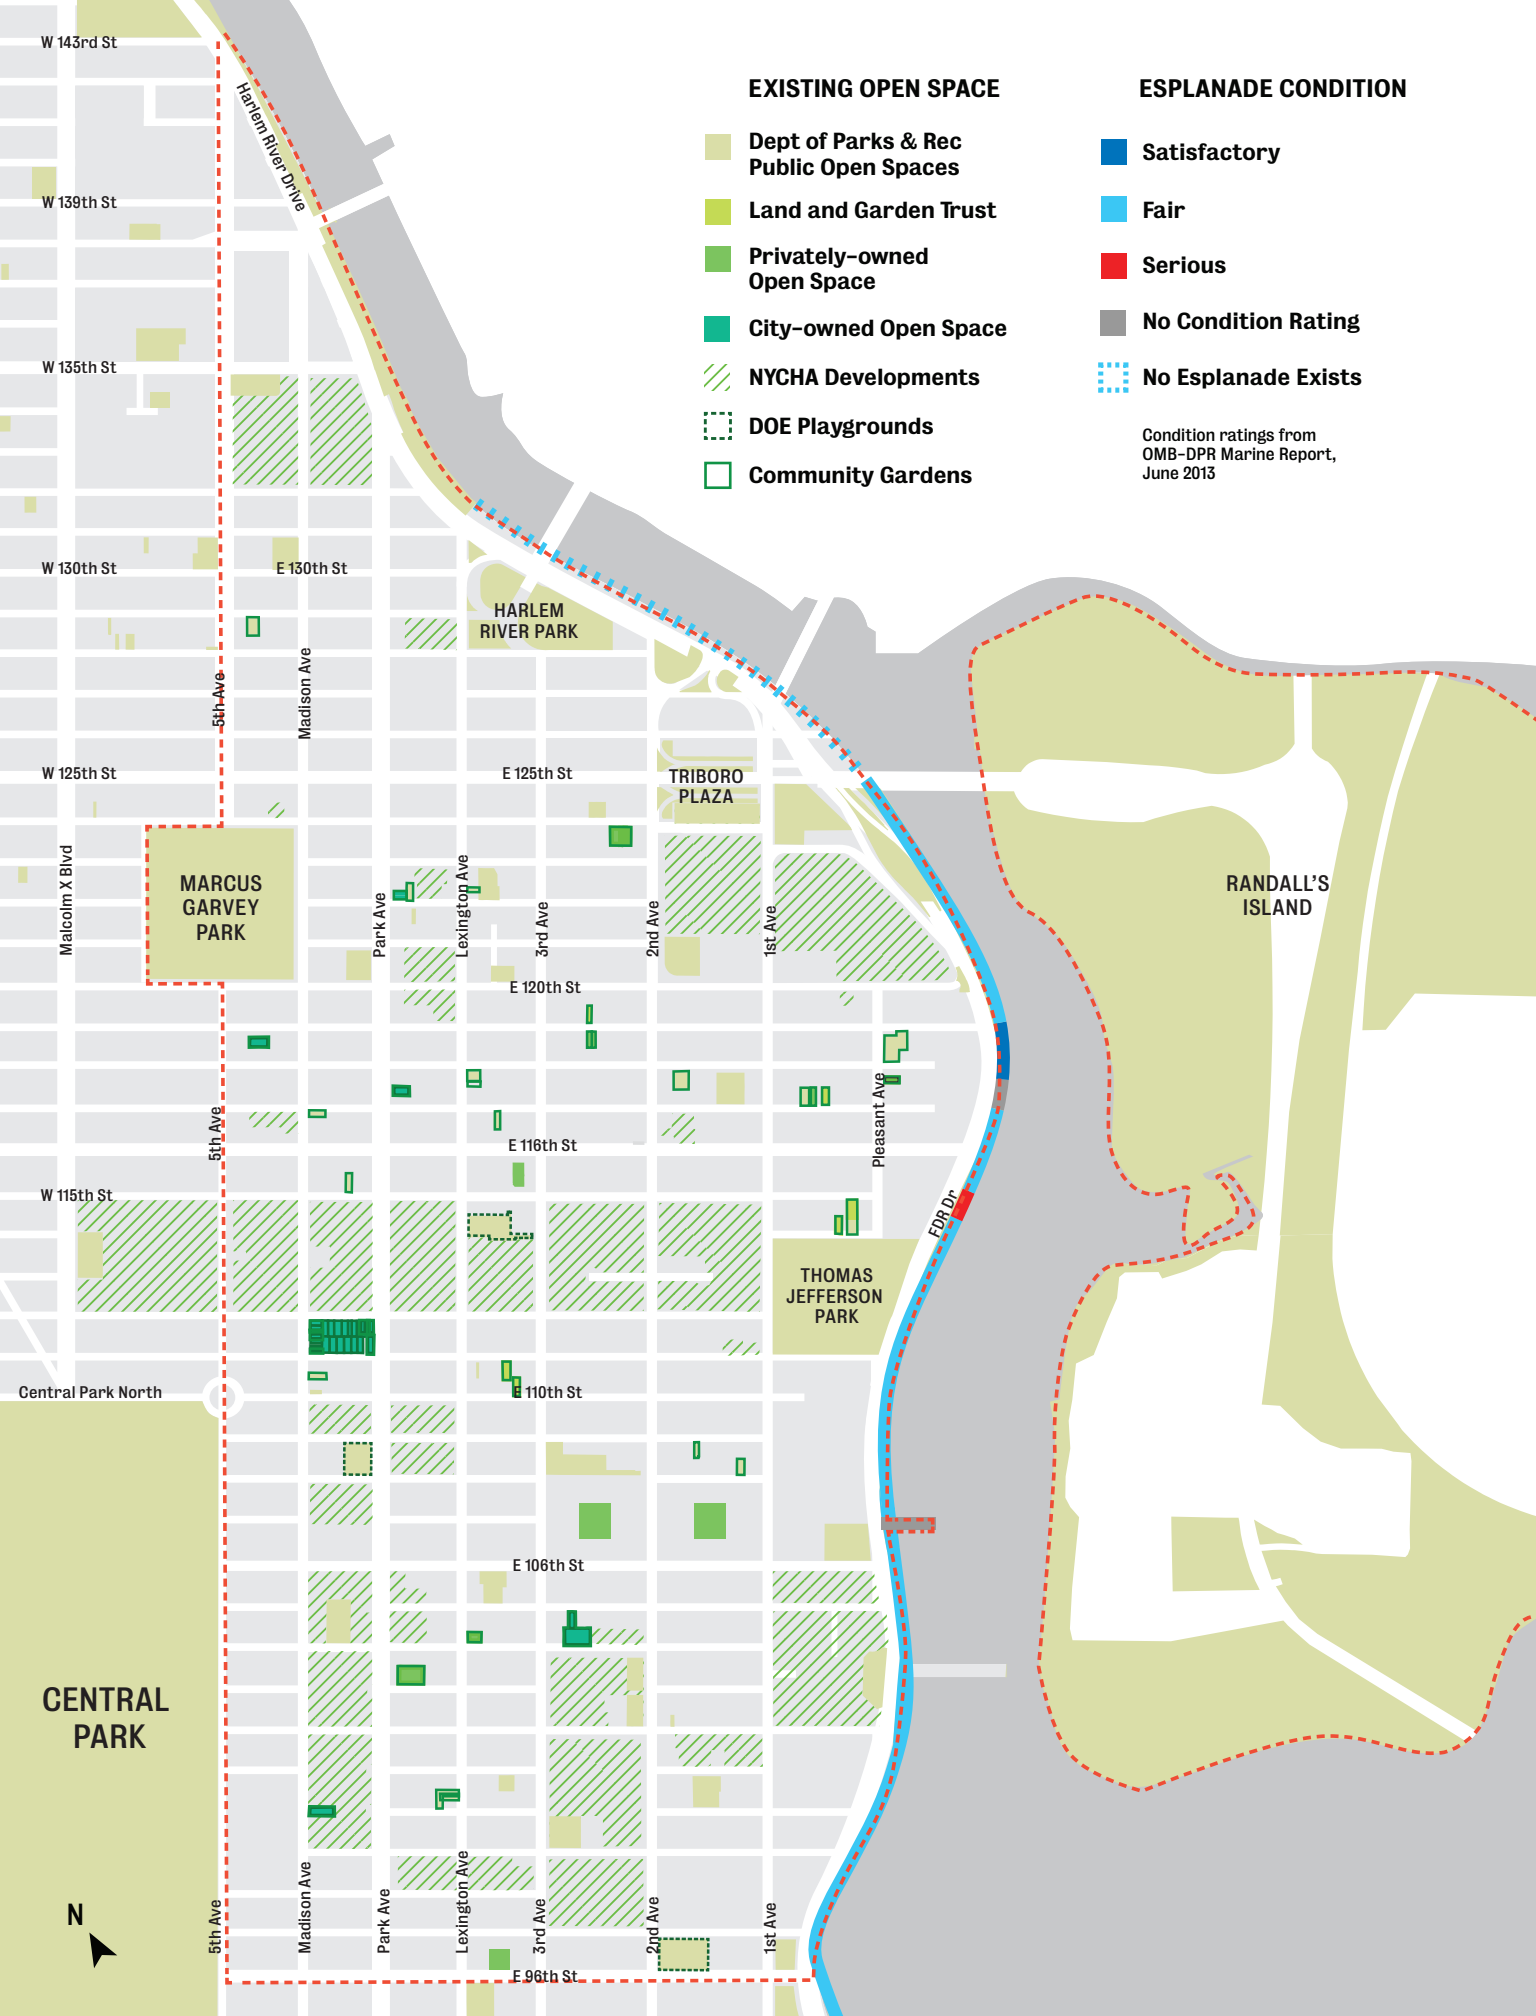 EXISTING OPEN SPACE
Dept of Parks & Rec
Public Open Spaces
Land and Garden Trust
Privately-owned
Open Space
City-owned Open Space
NYCHA Developments
DOE Playgrounds
Community Gardens
ESPLANADE CONDITION
Satisfactory
Fair
Serious
No Condition Rating
No Esplanade Exists
Condition ratings from
OMB-DPR Marine Report,
June 2013
W 143rd St
Harlem River Drive
W 139th St
W 135th St
W 130th St
E 130th St
HARLEM
RIVER PARK
5th Ave
Madison Ave
W 125th St
E 125th St
TRIBORO
PLAZA
Malcolm X Blvd
MARCUS
GARVEY
PARK
Park Ave
Lexington Ave
3rd Ave
2nd Ave
1st Ave
RANDALL'S
ISLAND
E 120th St
5th Ave
E 116th St
Pleasant Ave
W 115th St
FDR Dr
THOMAS
JEFFERSON
PARK
Central Park North
E 110th St
E 106th St
CENTRAL
PARK
N
5th Ave
Madison Ave
Park Ave
Lexington Ave
3rd Ave
2nd Ave
1st Ave
E 96th St